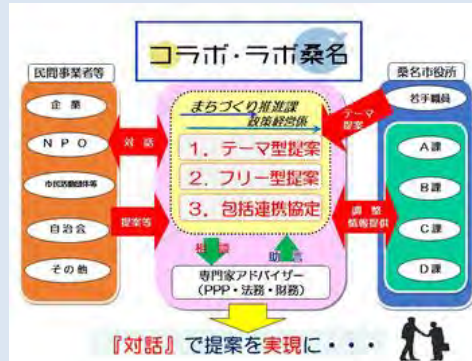 コラボ・ラボ桑名
民間事業者等
企業
NPO
市民活動団体等
自治会
その他
対話
提案等
まちづくり推進課
政策経営係
1. テーマ型提案
2. フリー型提案
3. 包括連携協定
相談
助言
専門家アドバイザー
(PPP・法務・財務)
テーマ
提案
調整
情報提供
桑名市役所
若手職員
A課
B課
C課
D課
『対話』で提案を実現に・・・